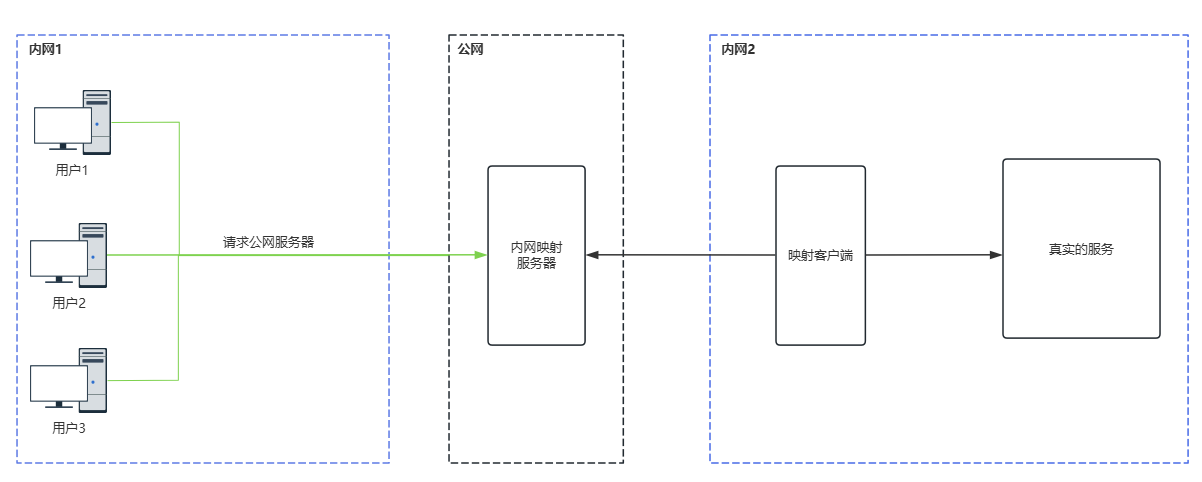 内网1
公网
内网2
用户1
请求公网服务器
用户2
用户3
内网映射
服务器
映射客户端
真实的服务